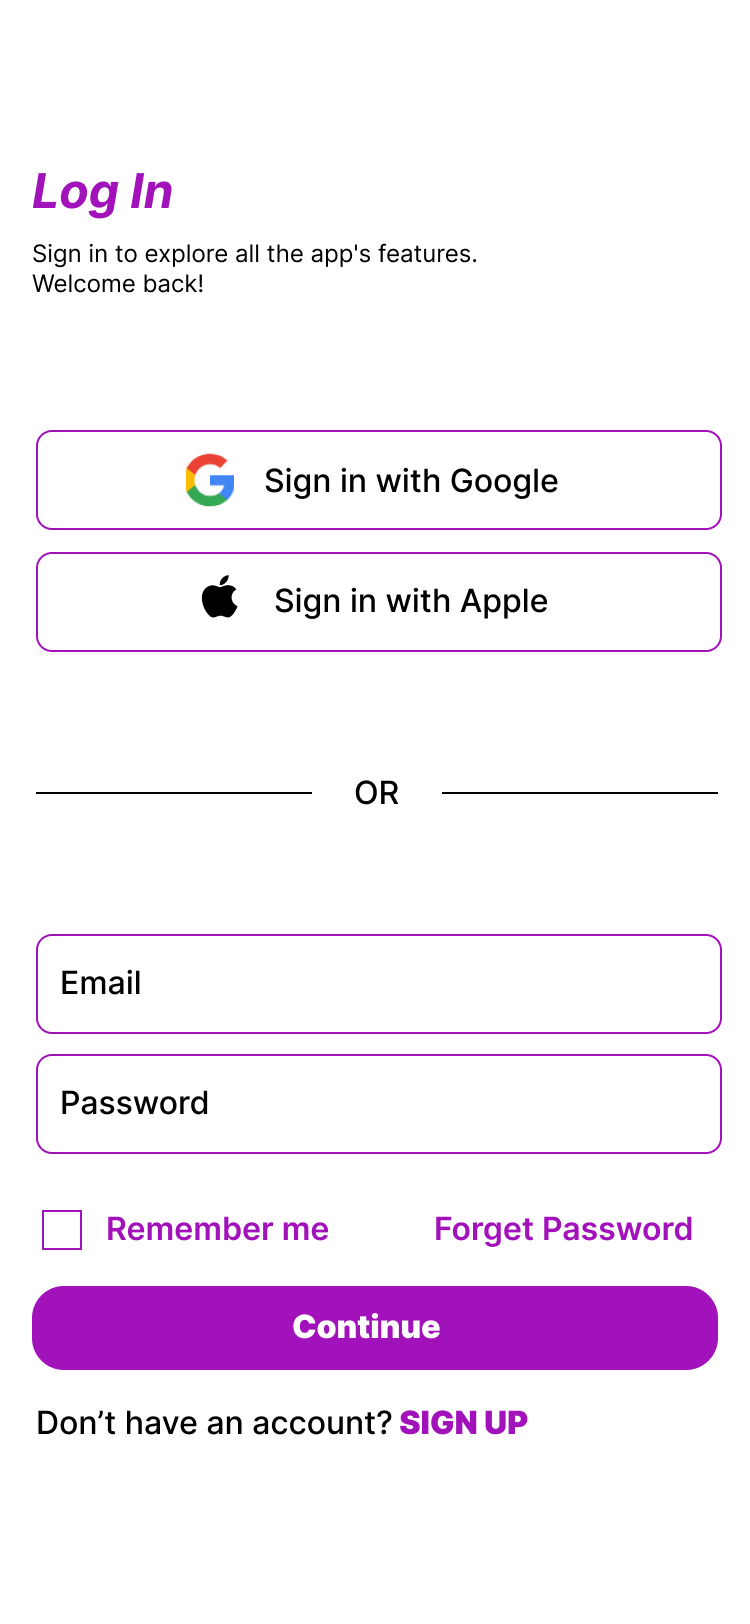 Log In
Sign in to explore all the app's features.
Welcome back!
Sign in with Google
Sign in with Apple
OR
Email
Password
Remember me Forget Password
Continue
Don’t have an account? SIGN UP